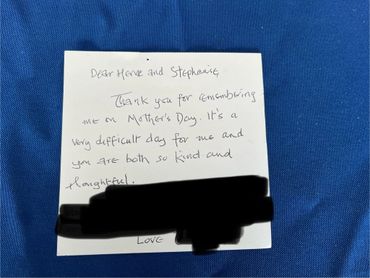 Dear Herve and Stephanie,
Thank you for remembering
me on Mother's Day. It's a
very difficult day for me and
you are both so kind and
thoughtful.
Love